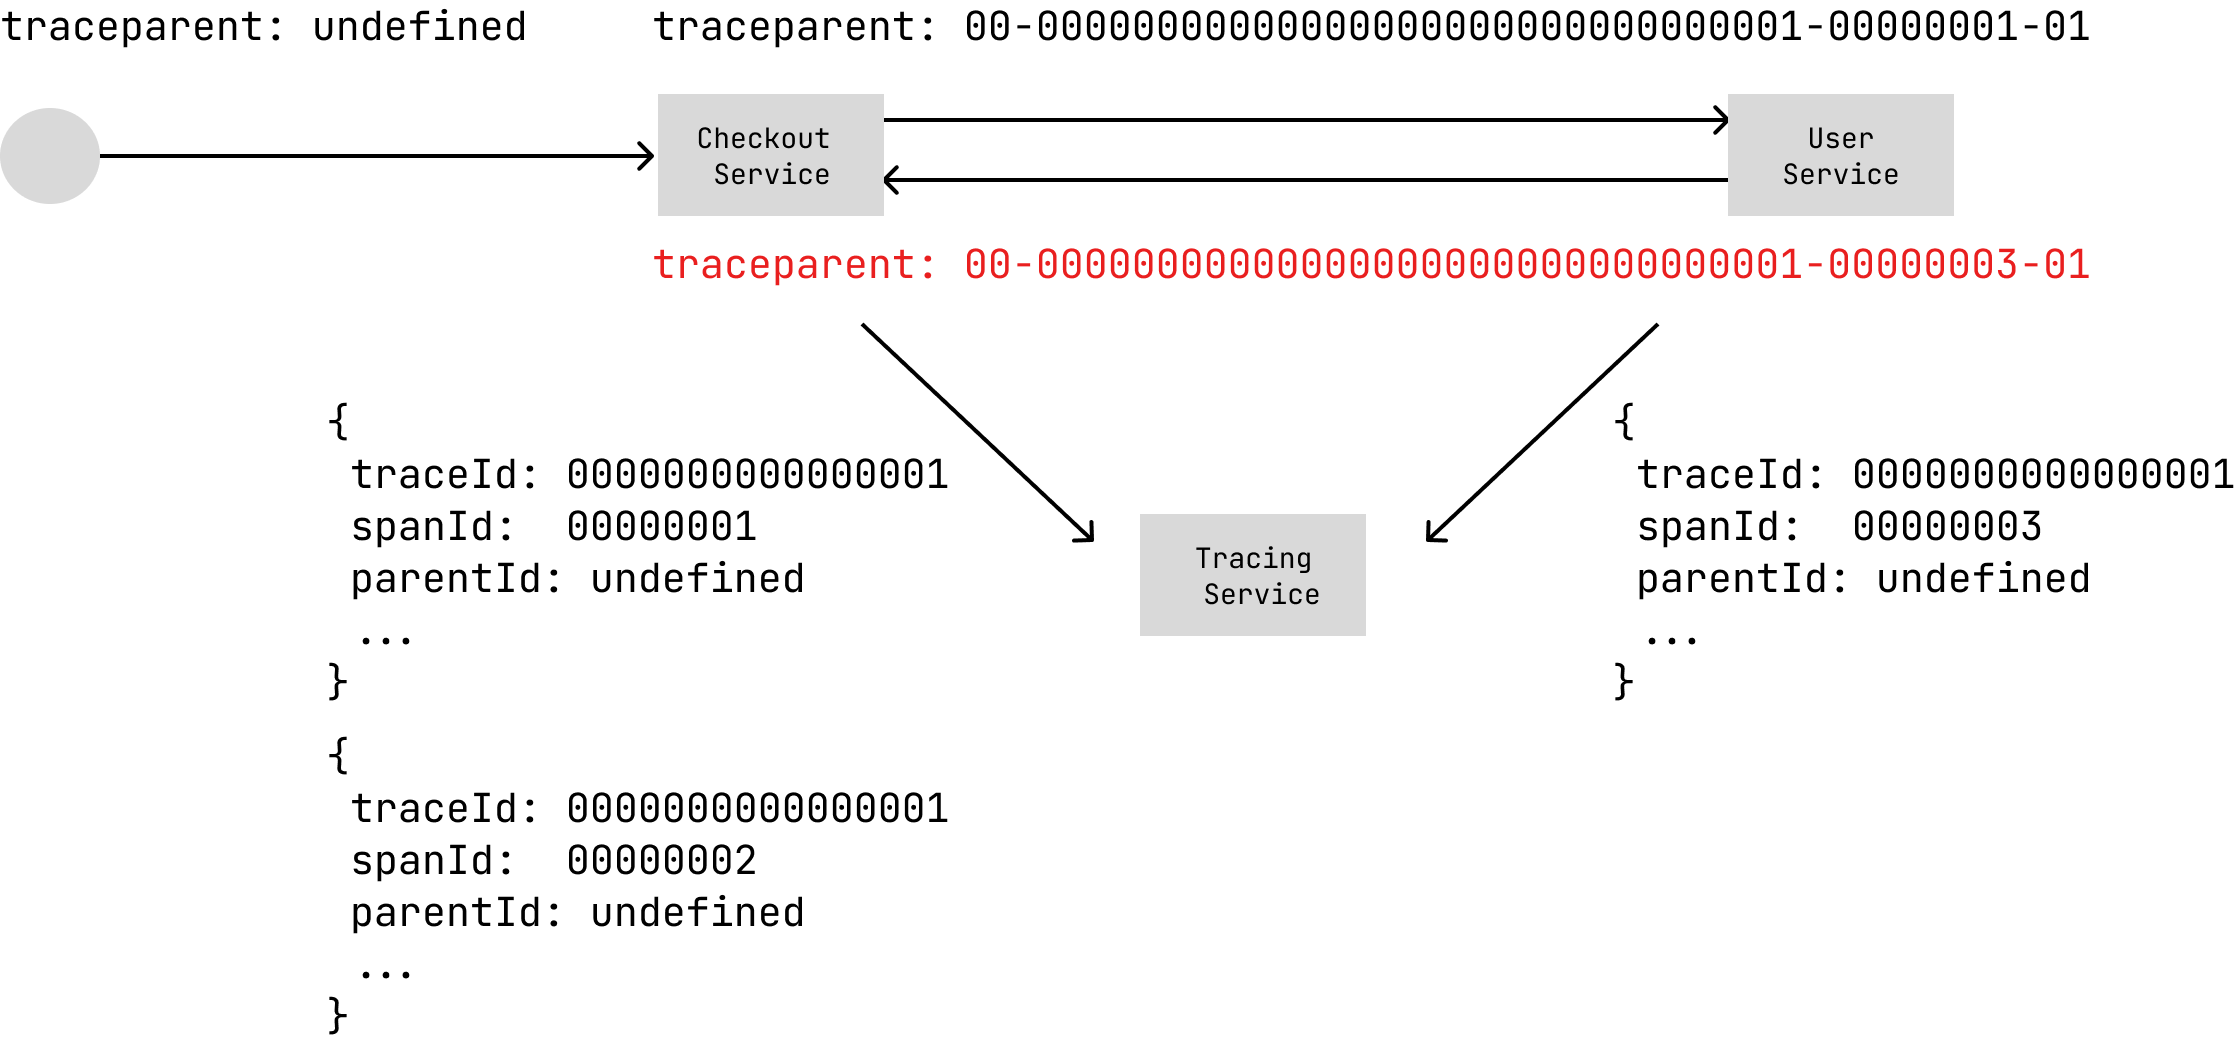 traceparent: undefined
traceparent: 00-00000000000000000000000000000001-00000001-01
Checkout
Service
User
Service
traceparent: 00-00000000000000000000000000000001-00000003-01
{
traceId: 0000000000000001
spanId: 00000001
parentId: undefined
...
}
{
traceId: 0000000000000001
spanId: 00000002
parentId: undefined
...
}
Tracing
Service
{
traceId: 0000000000000001
spanId: 00000003
parentId: undefined
...
}